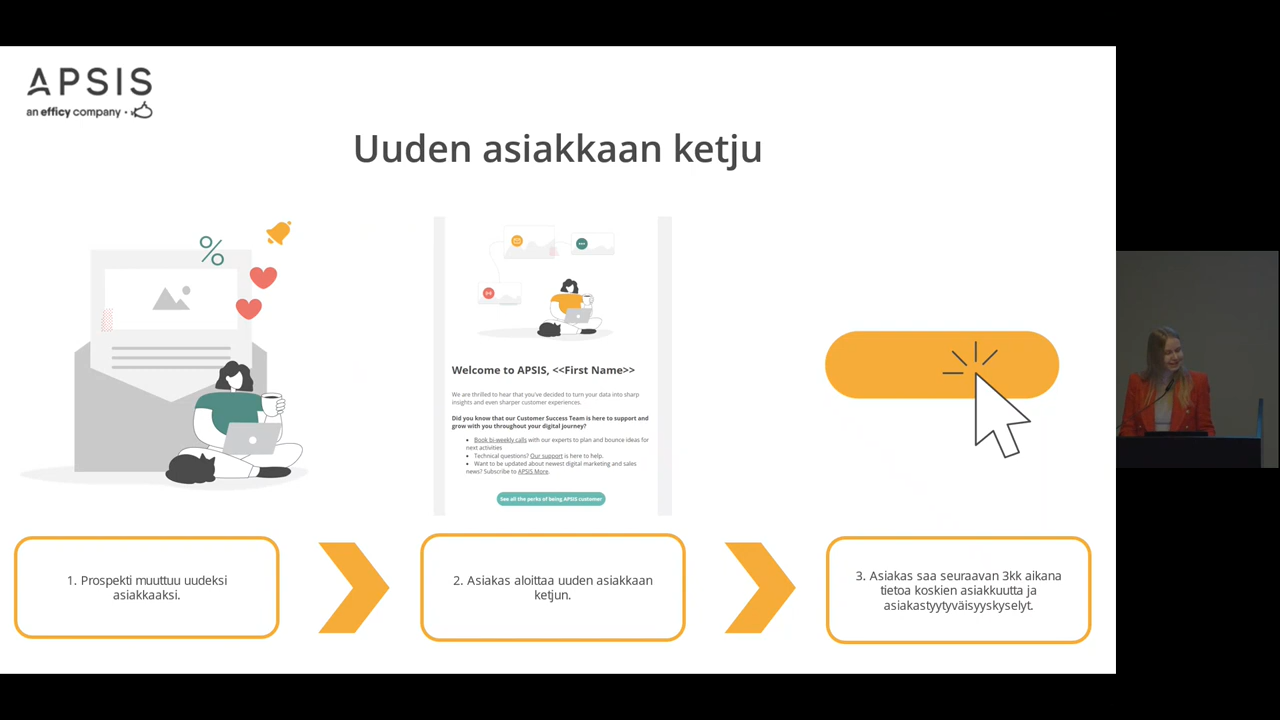 APSIS
an efficy company
Uuden asiakkaan ketju
%
Welcome to APSIS, <<First Name>>
We are thrilled to hear that you've decided to turn your data into sharp
insights and even sharper customer experiences.
Did you know that our Customer Success Team is here to support and
grow with you throughout your digital journey?
• Book bi-weekly calls with our experts to plan and bounce ideas for
next activities
• Technical questions? Our support is here to help.
• Want to be updated about newest digital marketing and sales
news? Subscribe to APSIS More.
See all the perks of being APSIS customer
1. Prospekti muuttuu uudeksi
asiakkaaksi.
2. Asiakas aloittaa uuden asiakkaan
ketjun.
3. Asiakas saa seuraavan 3kk aikana
tietoa koskien asiakkuutta ja
asiakastyytyväisyyskyselyt.